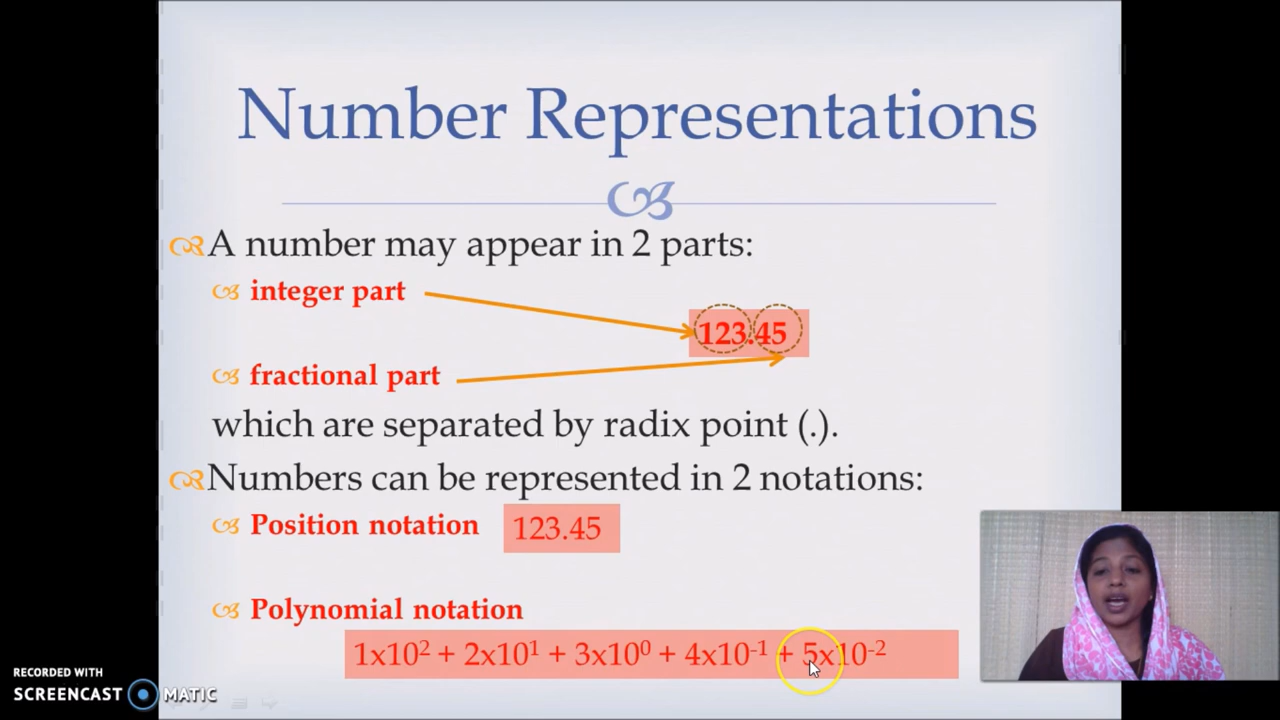 Number Representations
A number may appear in 2 parts:
integer part
123.45
fractional part
which are separated by radix point (.).
Numbers can be represented in 2 notations:
Position notation 123.45
Polynomial notation
1x10² + 2x10¹ + 3x10⁰ + 4x10⁻¹ + 5x10⁻²
RECORDED WITH
SCREENCAST MATIC